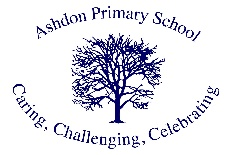 Ashdon Primary School
Caring, Challenging, Celebrating